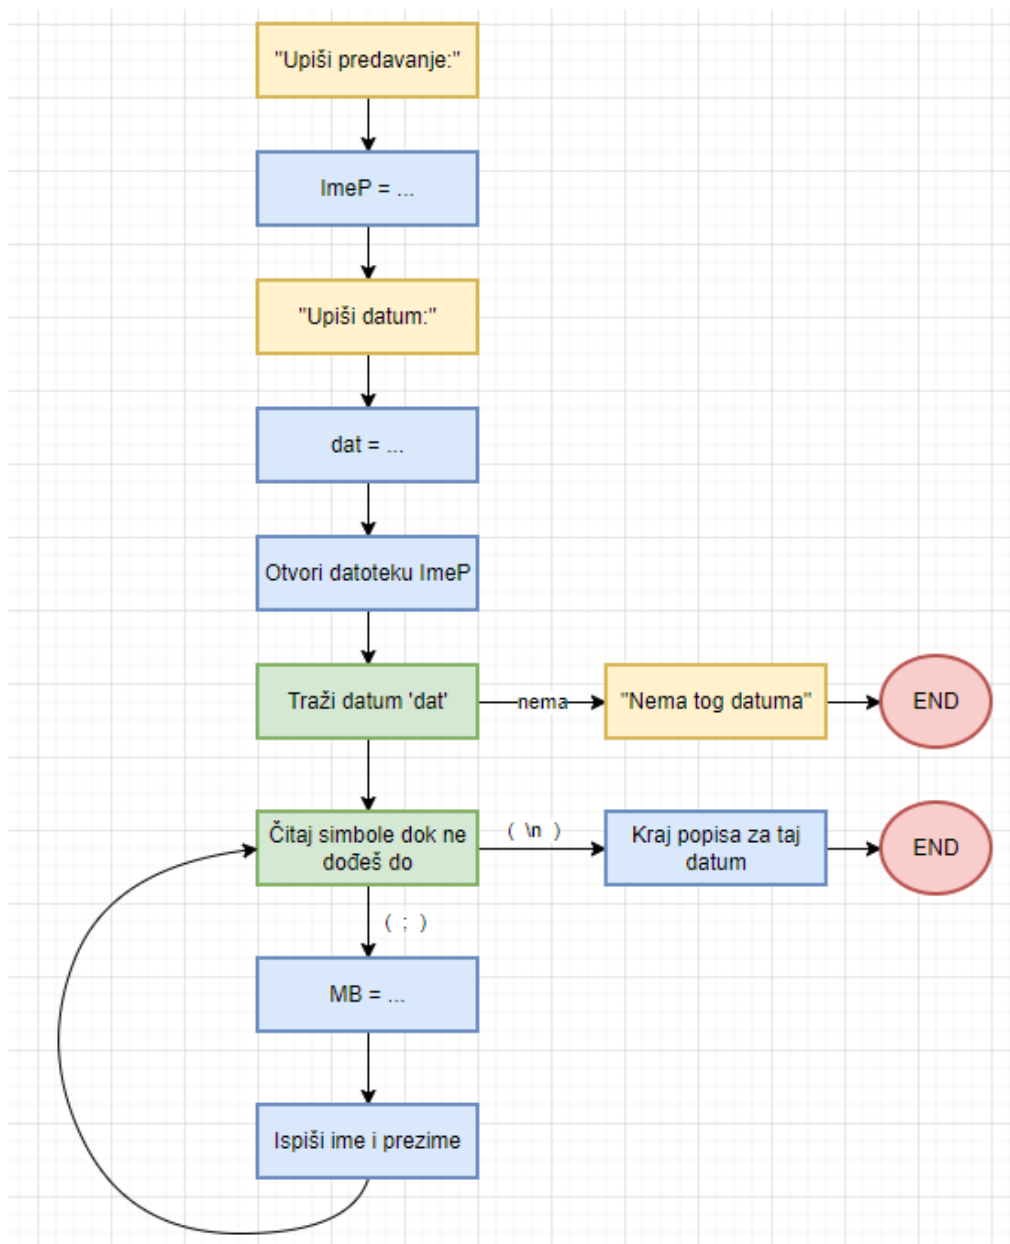 "Upiši predavanje:"
ImeP = ...
"Upiši datum:"
dat = ...
Otvori datoteku ImeP
Traži datum 'dat'
nema
"Nema tog datuma"
END
Čitaj simbole dok ne
dođeš do
( \n )
Kraj popisa za taj
datum
END
( ; )
MB = ...
Ispiši ime i prezime